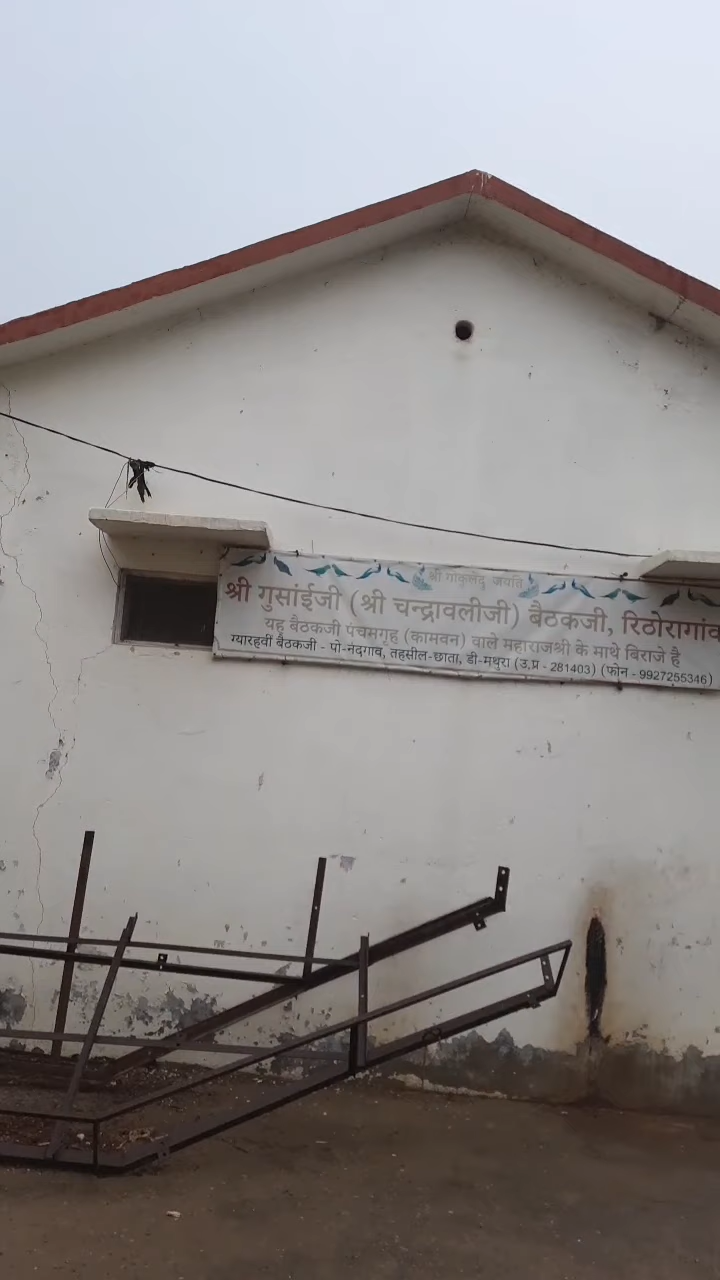 श्री गोकुलेंदु जयति
श्री गुसांईजी (श्री चन्द्रावलीजी) बैठकजी, रिठोरागांव
यह बैठकजी पंचमगृह (कामवन) वाले महाराजश्री के माथे बिराजे है
ग्यारहवीं बैठकजी - पो-नंदगाव, तहसील-छाता, डी-मथुरा (उ.प्र - 281403) (फोन - 9927255346)